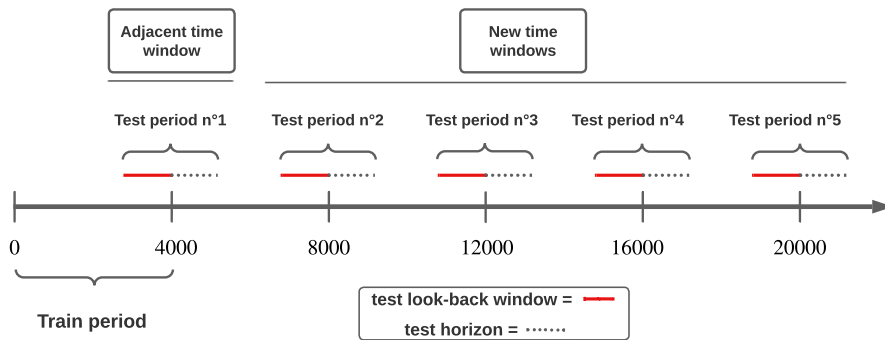 Adjacent time
window
New time
windows
Test period n°1
Test period n°2
Test period n°3
Test period n°4
Test period n°5
0
4000
8000
12000
16000
20000
Train period
test look-back window =
test horizon =